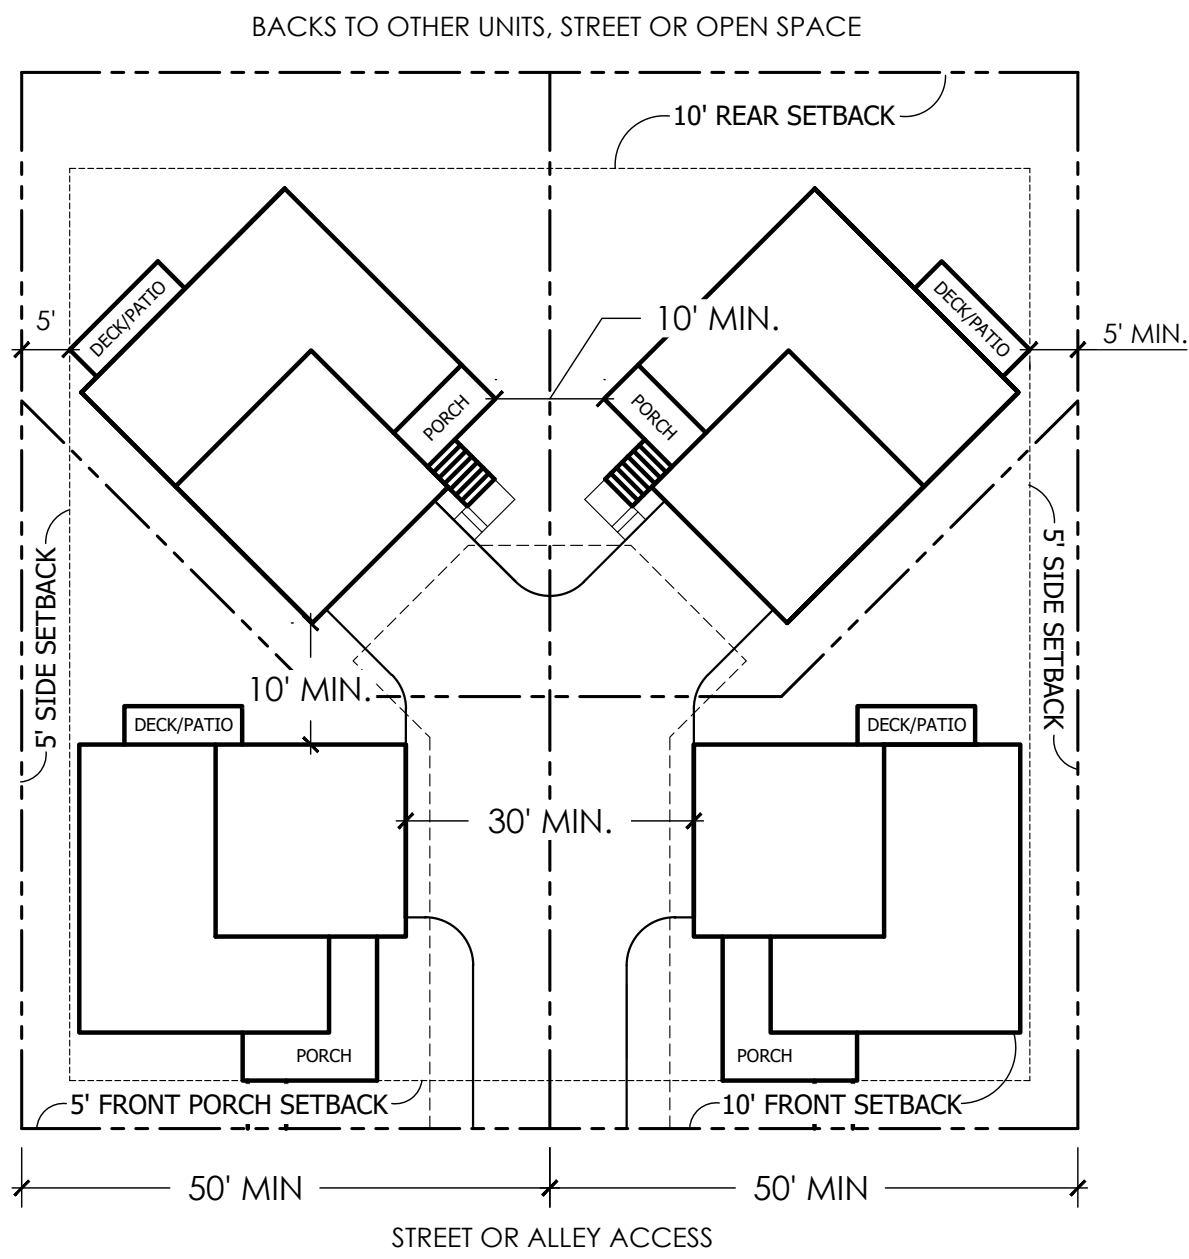 BACKS TO OTHER UNITS, STREET OR OPEN SPACE
10' REAR SETBACK
DECK/PATIO
DECK/PATIO
5'
10' MIN.
5' MIN.
PORCH
PORCH
5' SIDE SETBACK
5' SIDE SETBACK
10' MIN.
DECK/PATIO
DECK/PATIO
30' MIN.
PORCH
PORCH
5' FRONT PORCH SETBACK
10' FRONT SETBACK
50' MIN
50' MIN
STREET OR ALLEY ACCESS